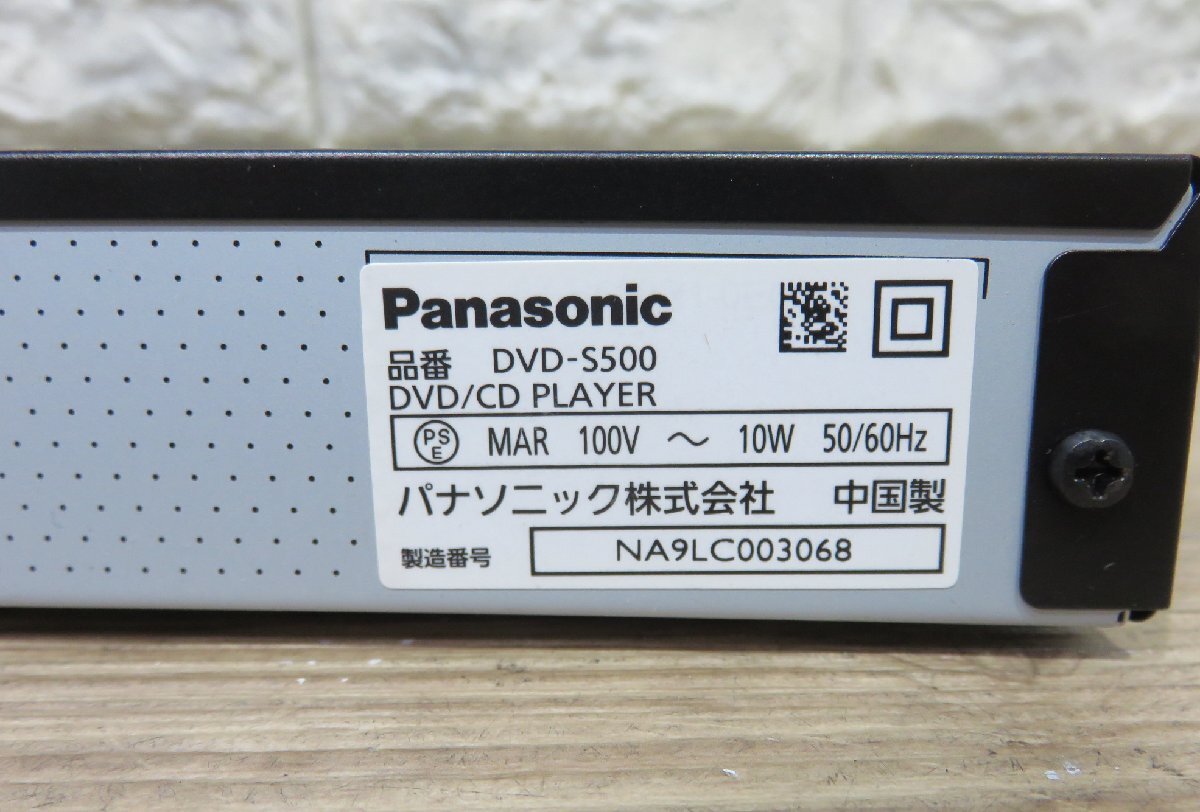 Panasonic
品番 DVD-S500
DVD/CD PLAYER
PSE MAR 100V ～ 10W 50/60Hz
パナソニック株式会社 中国製
製造番号 NA9LC003068